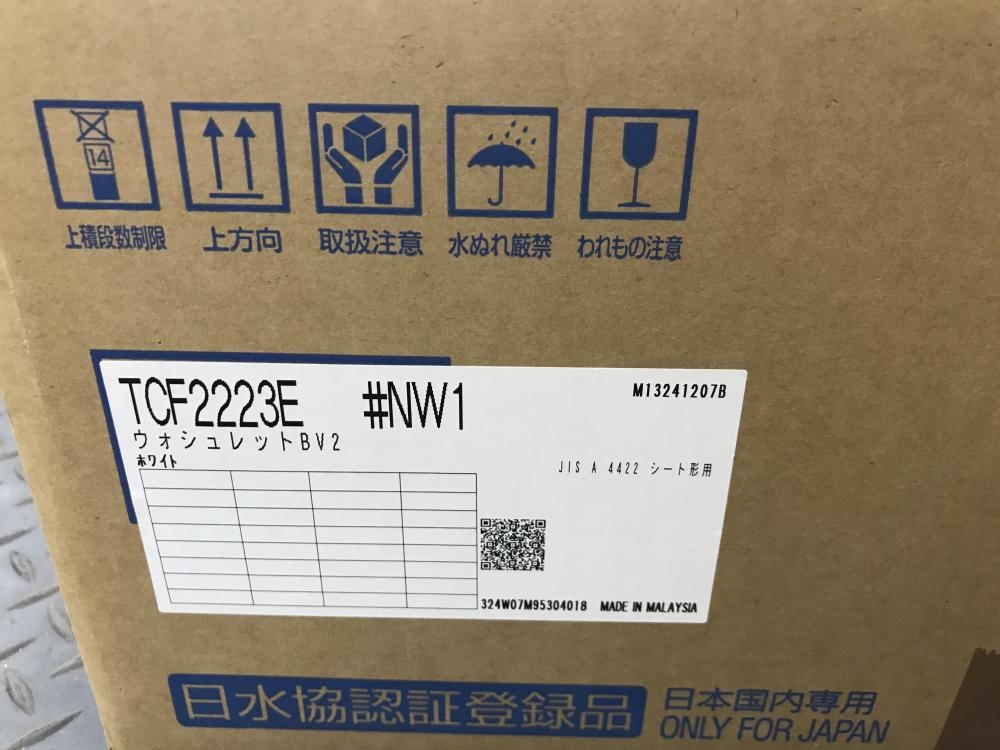 14
上積段数制限
上方向
取扱注意
水ぬれ厳禁
われもの注意
TCF2223E #NW1
M13241207B
ウォシュレットBV2
ホワイト
JIS A 4422 シート形用
324W07M95304018 MADE IN MALAYSIA
日水協認証登録品
日本国内専用
ONLY FOR JAPAN